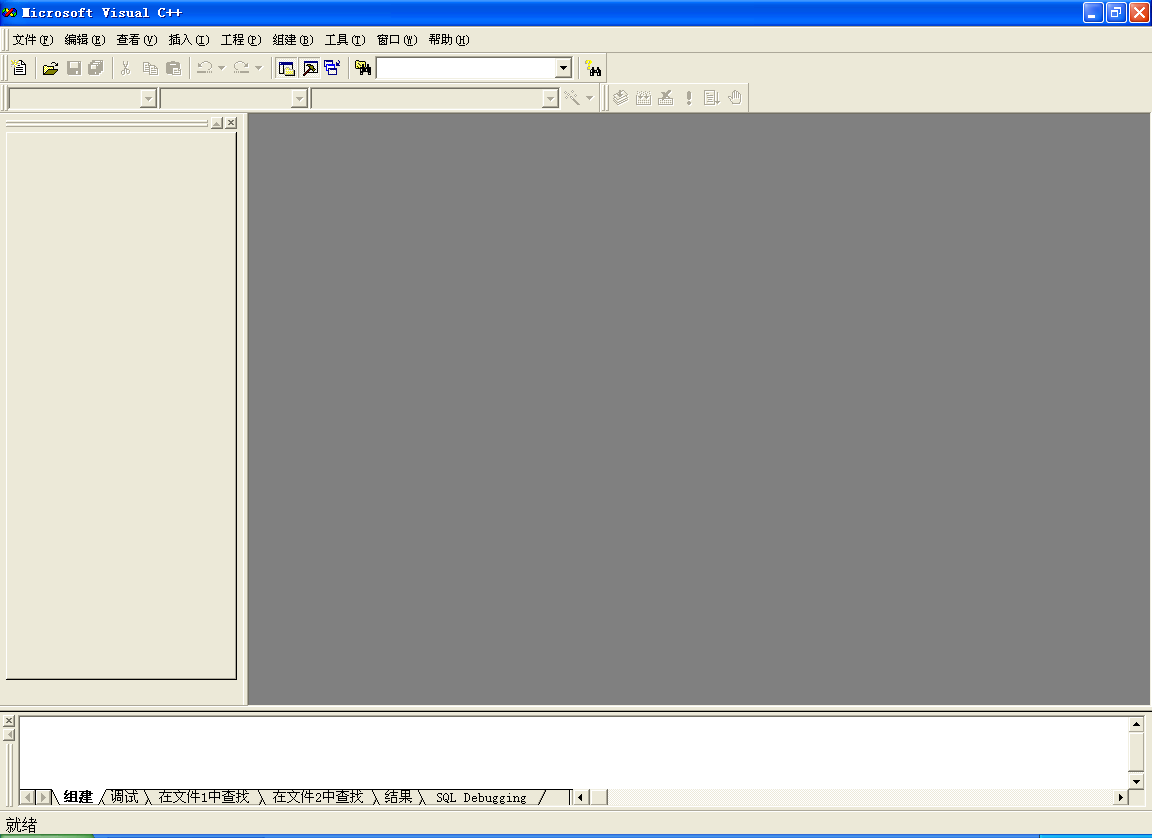 Microsoft Visual C++
文件(F) 编辑(E) 查看(V) 插入(I) 工程(P) 组建(B) 工具(T) 窗口(W) 帮助(H)
组建 调试 在文件1中查找 在文件2中查找 结果 SQL Debugging
就绪